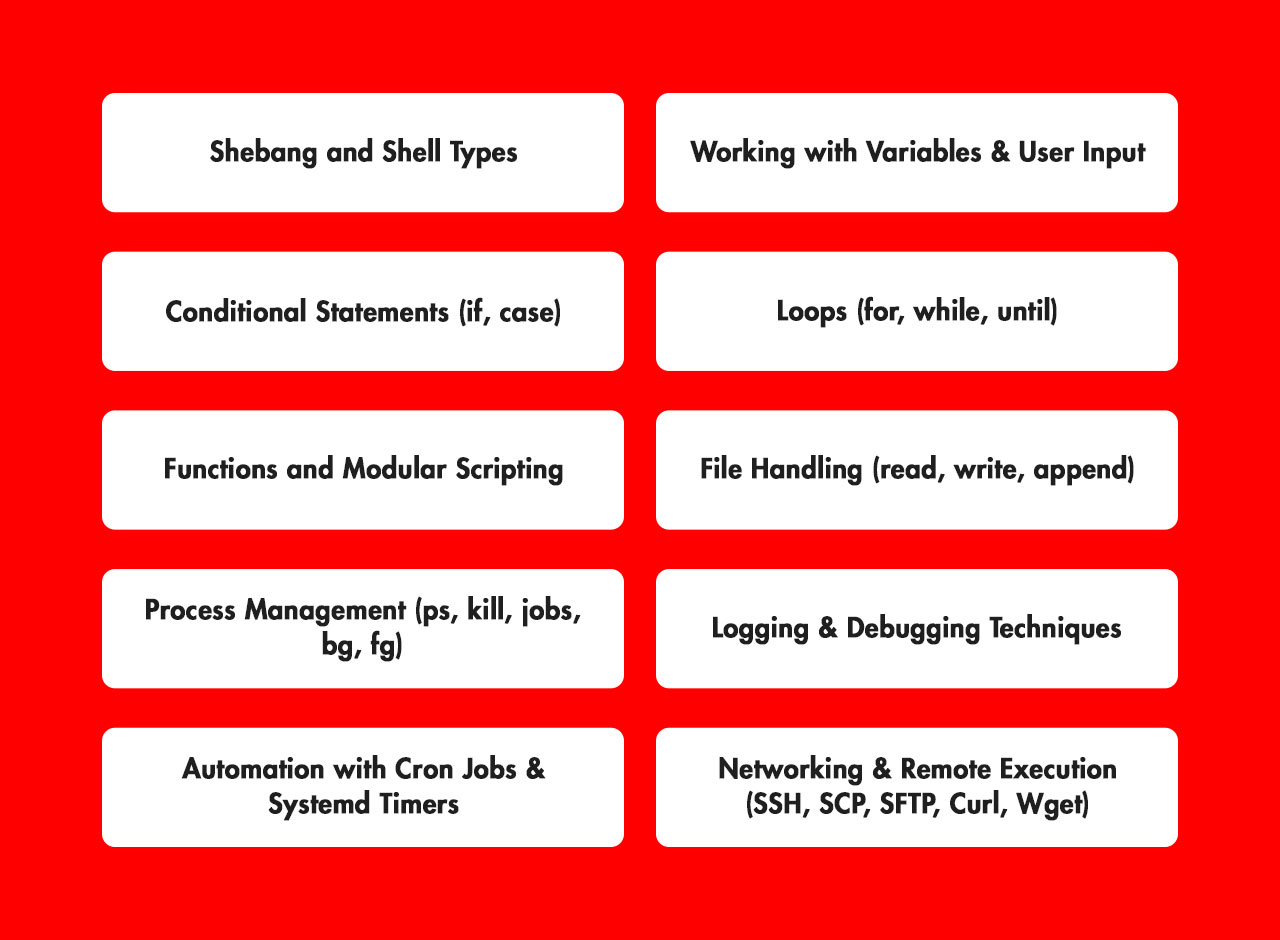 Shebang and Shell Types
Working with Variables & User Input
Conditional Statements (if, case)
Loops (for, while, until)
Functions and Modular Scripting
File Handling (read, write, append)
Process Management (ps, kill, jobs,
bg, fg)
Logging & Debugging Techniques
Automation with Cron Jobs &
Systemd Timers
Networking & Remote Execution
(SSH, SCP, SFTP, Curl, Wget)